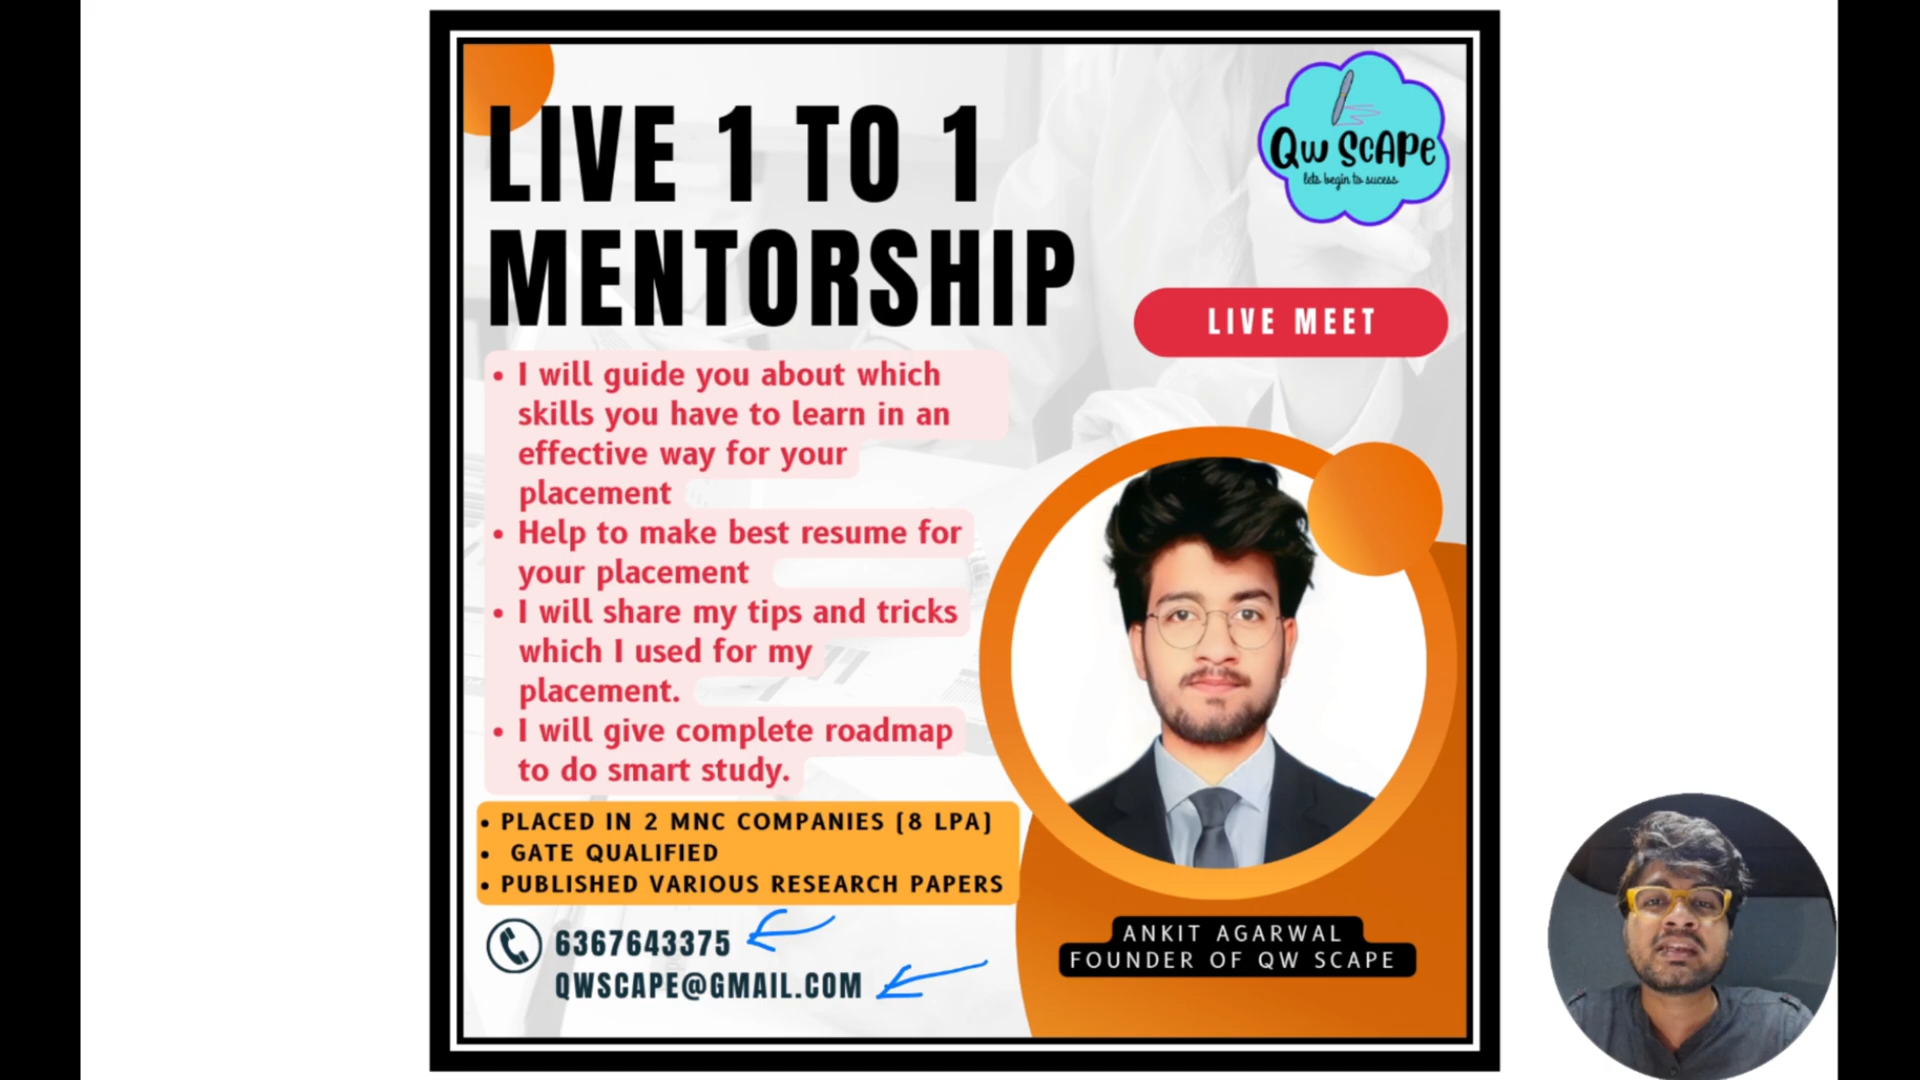 LIVE 1 TO 1
MENTORSHIP
Qw ScAPe
lets begin to sucess
LIVE MEET
• I will guide you about which
skills you have to learn in an
effective way for your
placement
• Help to make best resume for
your placement
• I will share my tips and tricks
which I used for my
placement.
• I will give complete roadmap
to do smart study.
• PLACED IN 2 MNC COMPANIES (8 LPA)
• GATE QUALIFIED
• PUBLISHED VARIOUS RESEARCH PAPERS
6367643375
QWSCAPE@GMAIL.COM
ANKIT AGARWAL
FOUNDER OF QW SCAPE